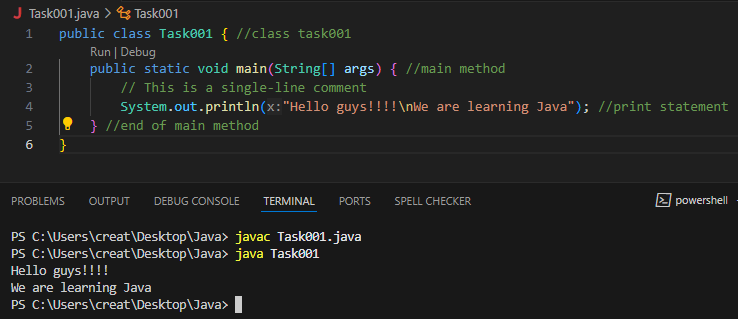 J Task001.java > Task001
1 public class Task001 { //class task001
Run | Debug
2 public static void main(String[] args) { //main method
3 // This is a single-line comment
4 System.out.println(x:"Hello guys!!!!\nWe are learning Java"); //print statement
5 } //end of main method
6 }
PROBLEMS OUTPUT DEBUG CONSOLE TERMINAL PORTS SPELL CHECKER powershell
PS C:\Users\creat\Desktop\Java> javac Task001.java
PS C:\Users\creat\Desktop\Java> java Task001
Hello guys!!!!
We are learning Java
PS C:\Users\creat\Desktop\Java>